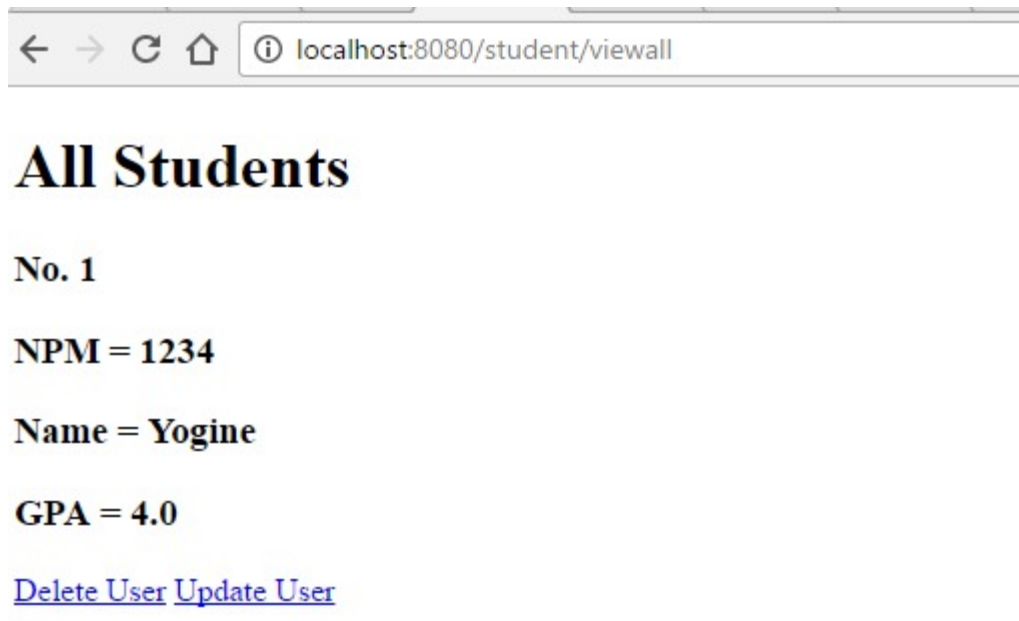 localhost:8080/student/viewall
All Students
No. 1
NPM = 1234
Name = Yogine
GPA = 4.0
Delete User Update User